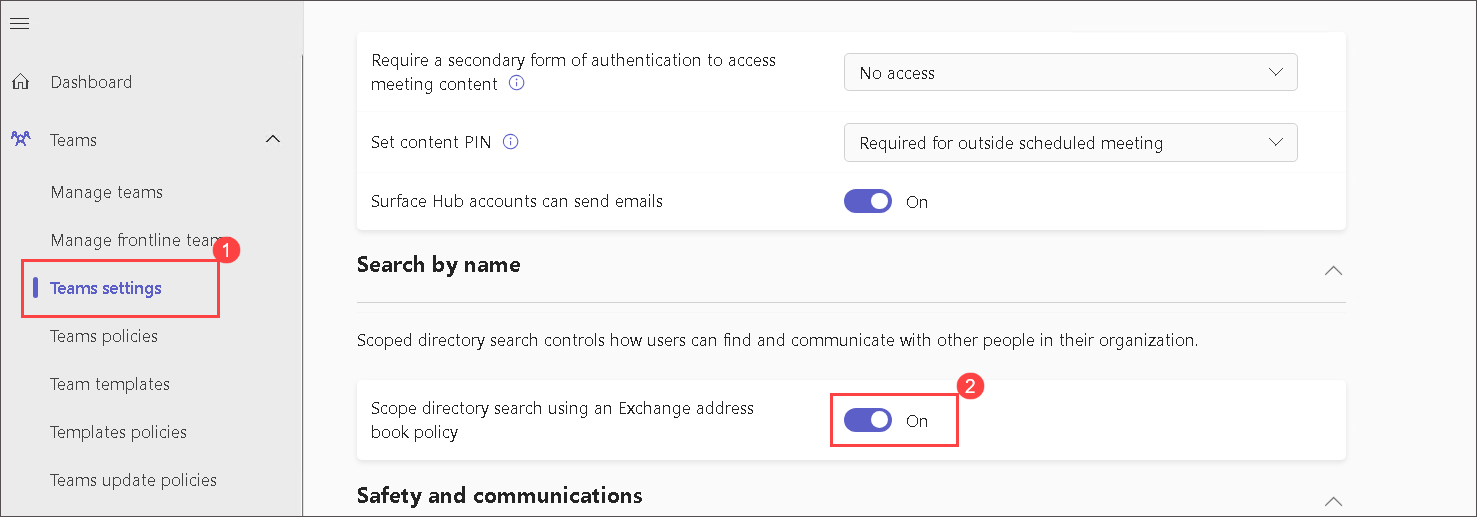 Dashboard
Teams
Manage teams
Manage frontline team
1
Teams settings
Teams policies
Team templates
Templates policies
Teams update policies
Require a secondary form of authentication to access
meeting content
No access
Set content PIN
Required for outside scheduled meeting
Surface Hub accounts can send emails
On
Search by name
Scoped directory search controls how users can find and communicate with other people in their organization.
2
Scope directory search using an Exchange address
book policy
On
Safety and communications